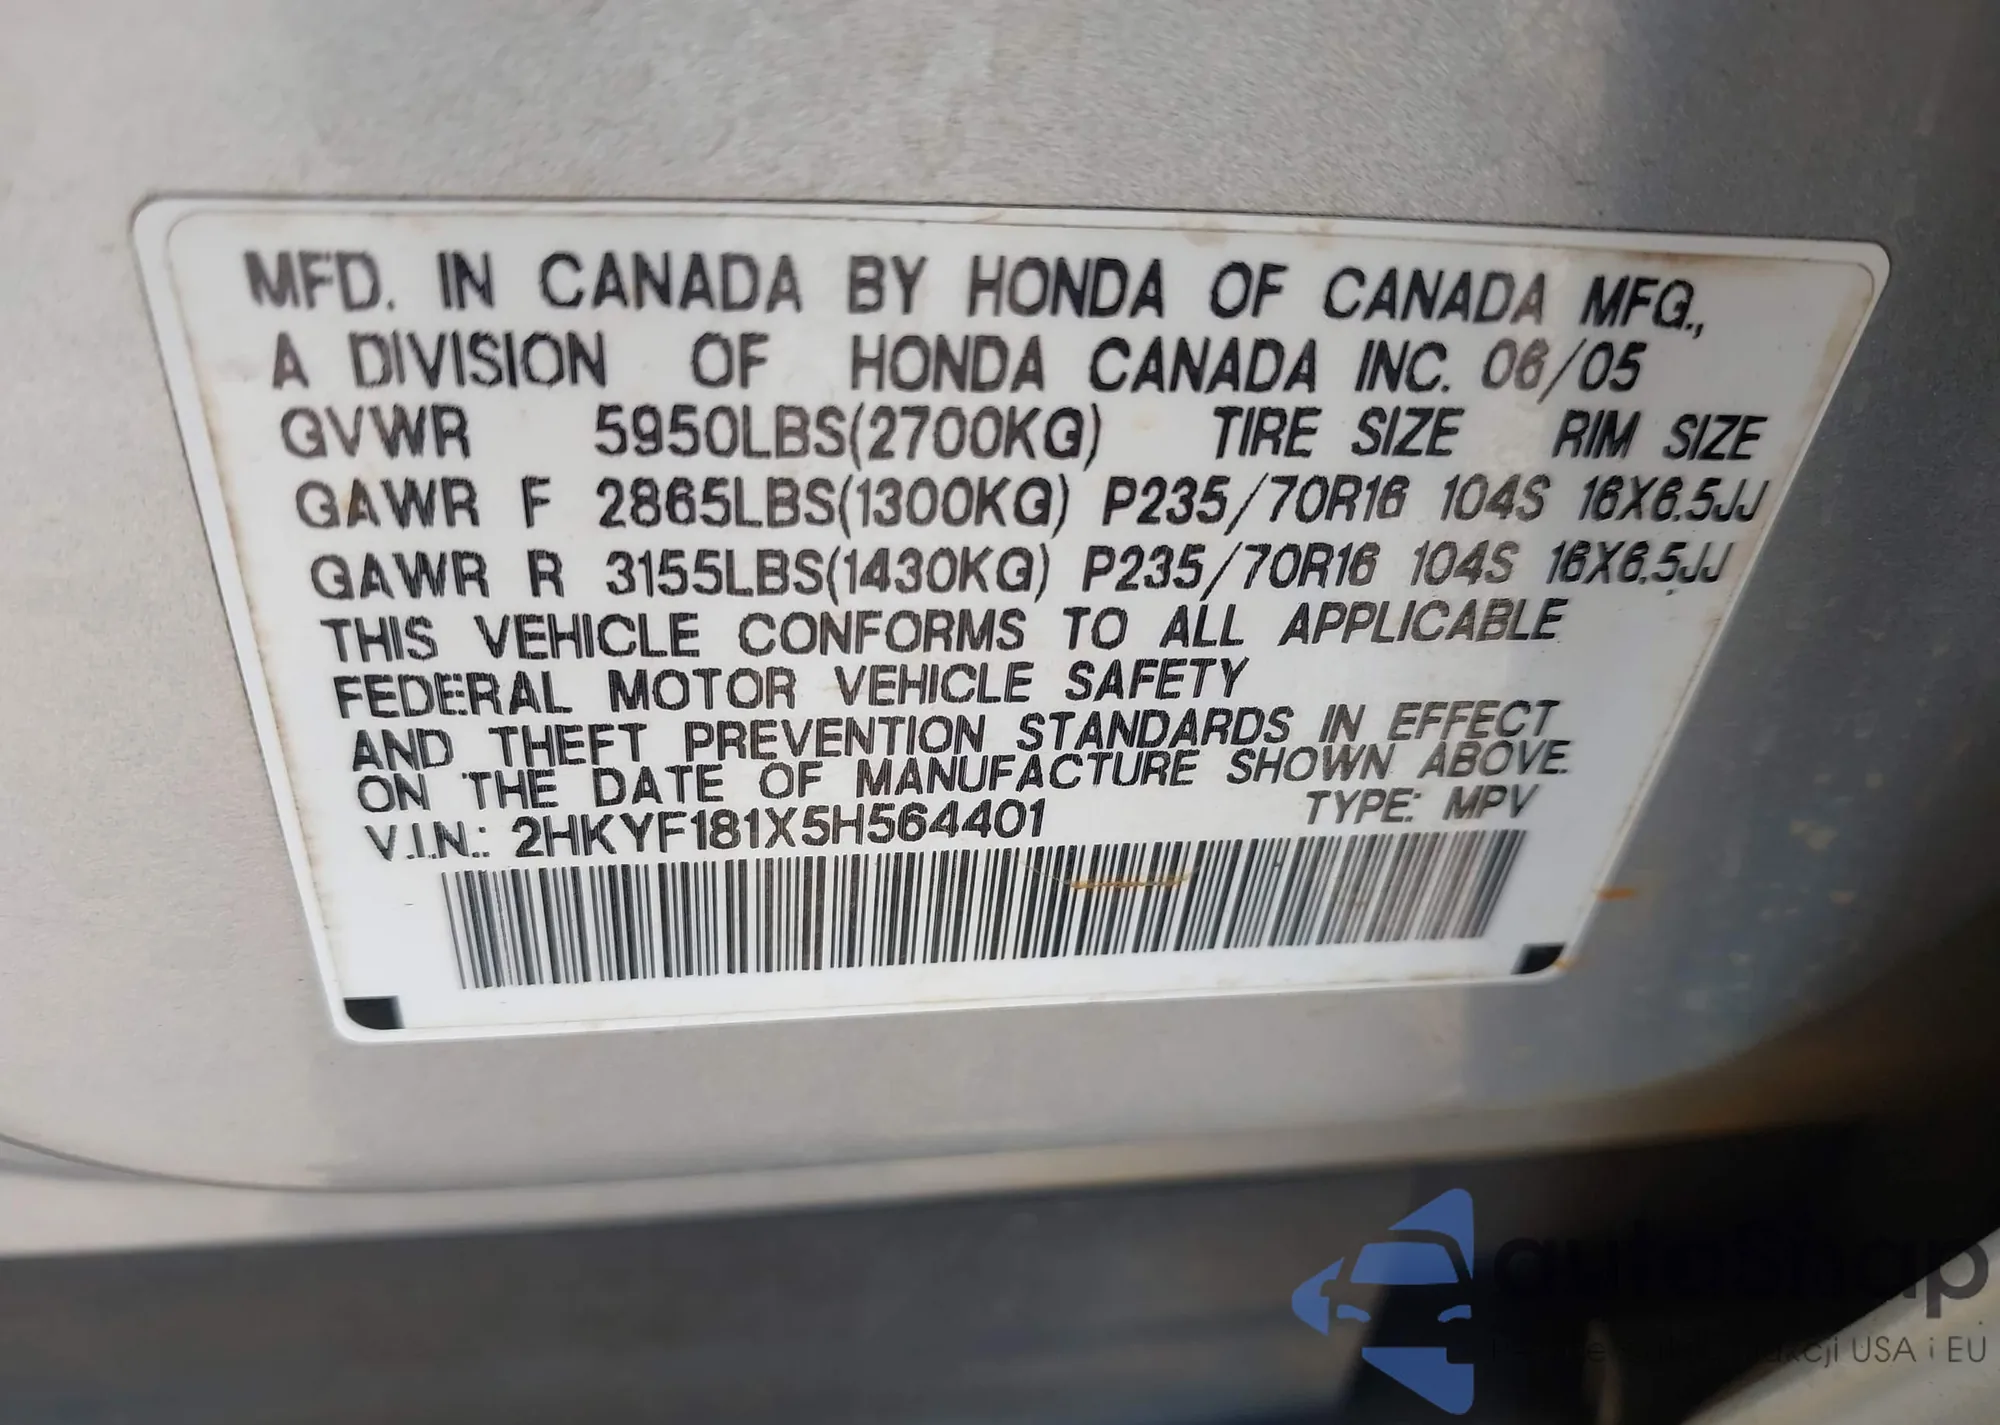 MFD. IN CANADA BY HONDA OF CANADA MFG.,
A DIVISION OF HONDA CANADA INC. 06/05
GVWR 5950LBS(2700KG) TIRE SIZE RIM SIZE
GAWR F 2865LBS(1300KG) P235/70R16 104S 16X6.5JJ
GAWR R 3155LBS(1430KG) P235/70R16 104S 16X6.5JJ
THIS VEHICLE CONFORMS TO ALL APPLICABLE
FEDERAL MOTOR VEHICLE SAFETY
AND THEFT PREVENTION STANDARDS IN EFFECT
ON THE DATE OF MANUFACTURE SHOWN ABOVE.
V.I.N.: 2HKYF181X5H564401 TYPE: MPV
autosnap
USA i EU